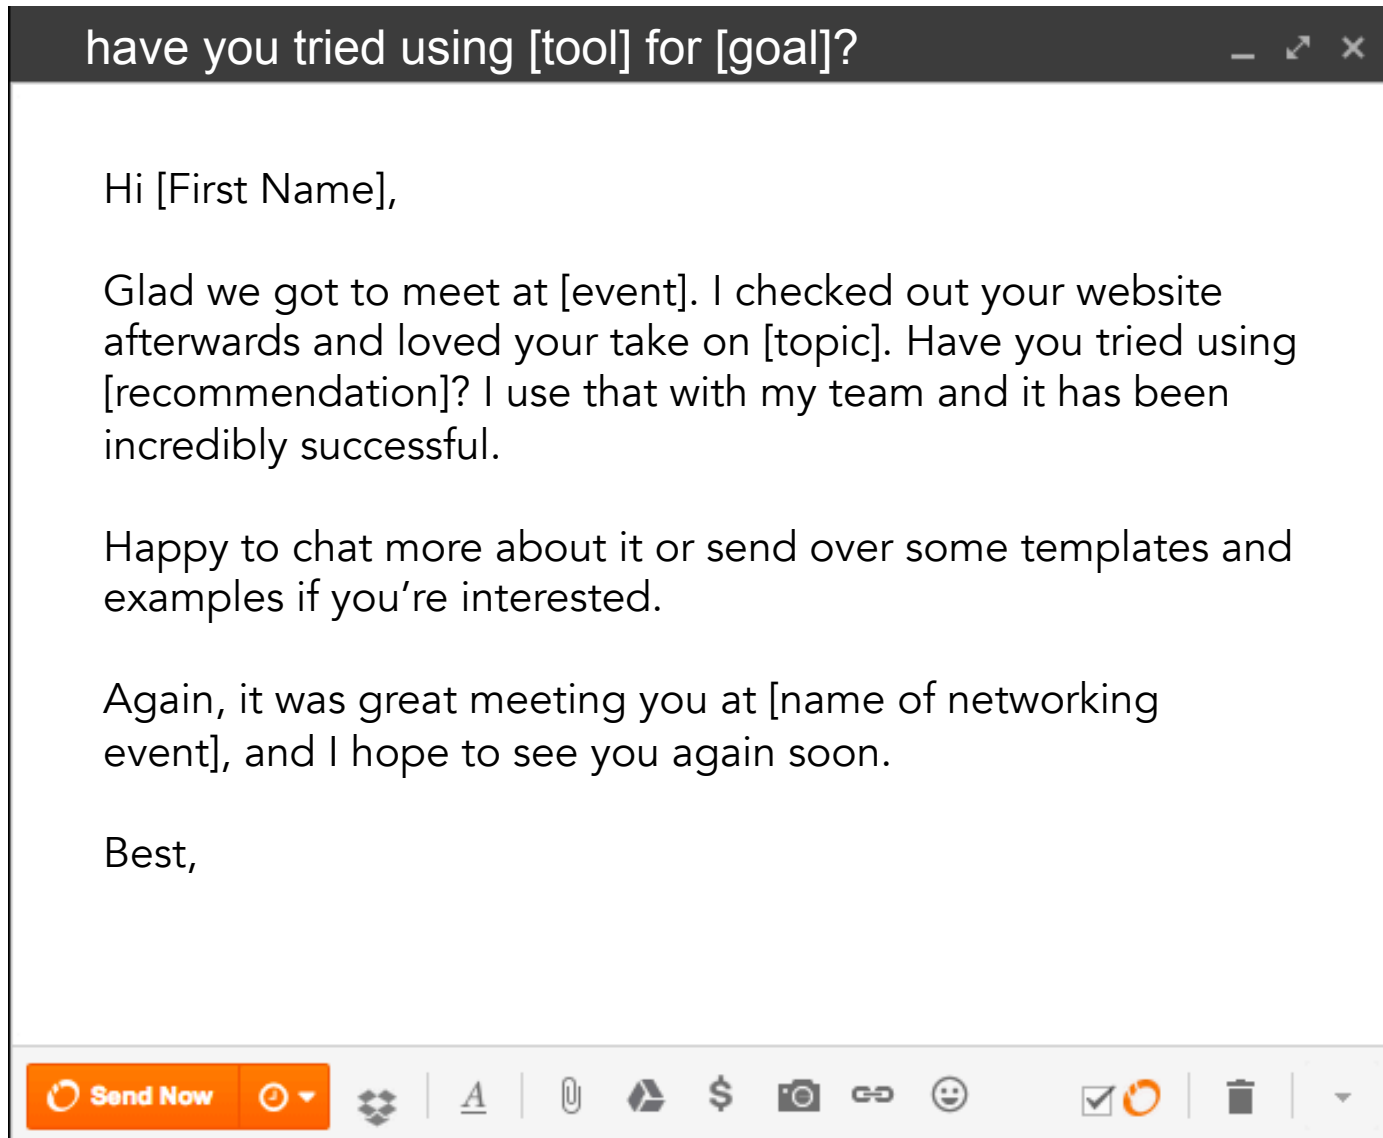 have you tried using [tool] for [goal]?
Hi [First Name],
Glad we got to meet at [event]. I checked out your website
afterwards and loved your take on [topic]. Have you tried using
[recommendation]? I use that with my team and it has been
incredibly successful.
Happy to chat more about it or send over some templates and
examples if you’re interested.
Again, it was great meeting you at [name of networking
event], and I hope to see you again soon.
Best,
Send Now